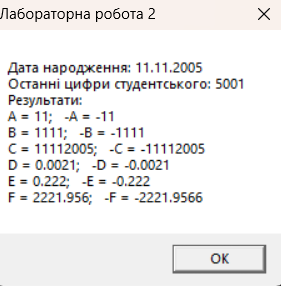 Лабораторна робота 2
Дата народження: 11.11.2005
Останні цифри студентського: 5001
Результати:
A = 11;   -A = -11
B = 1111;   -B = -1111
C = 11112005;   -C = -11112005
D = 0.0021;   -D = -0.0021
E = 0.222;   -E = -0.222
F = 2221.956;   -F = -2221.9566
OK